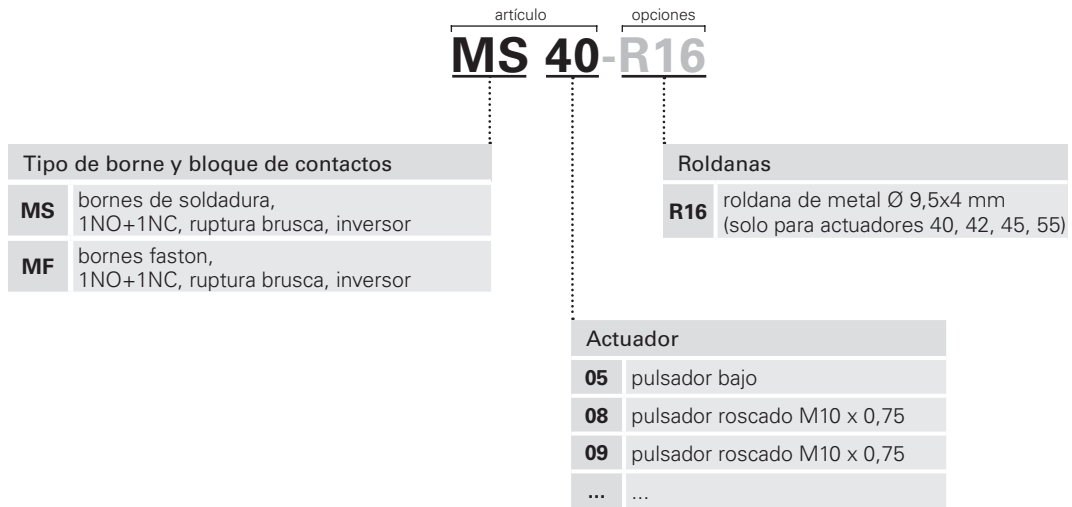 artículo
opciones
MS 40-R16
Tipo de borne y bloque de contactos
MS
bornes de soldadura,
1NO+1NC, ruptura brusca, inversor
MF
bornes faston,
1NO+1NC, ruptura brusca, inversor
Roldanas
R16
roldana de metal Ø 9,5x4 mm
(solo para actuadores 40, 42, 45, 55)
Actuador
05 pulsador bajo
08 pulsador roscado M10 x 0,75
09 pulsador roscado M10 x 0,75
... ...